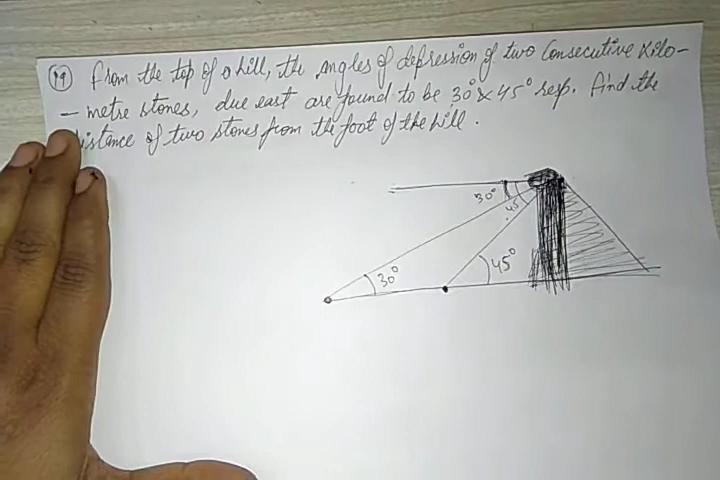 (19) from the top of a hill, the angles of depression of two Consecutive Kilo-
- metre stones, due east are found to be 30° & 45° resp. find the
distance of two stones from the foot of the hill.
30°
45
45°
30°